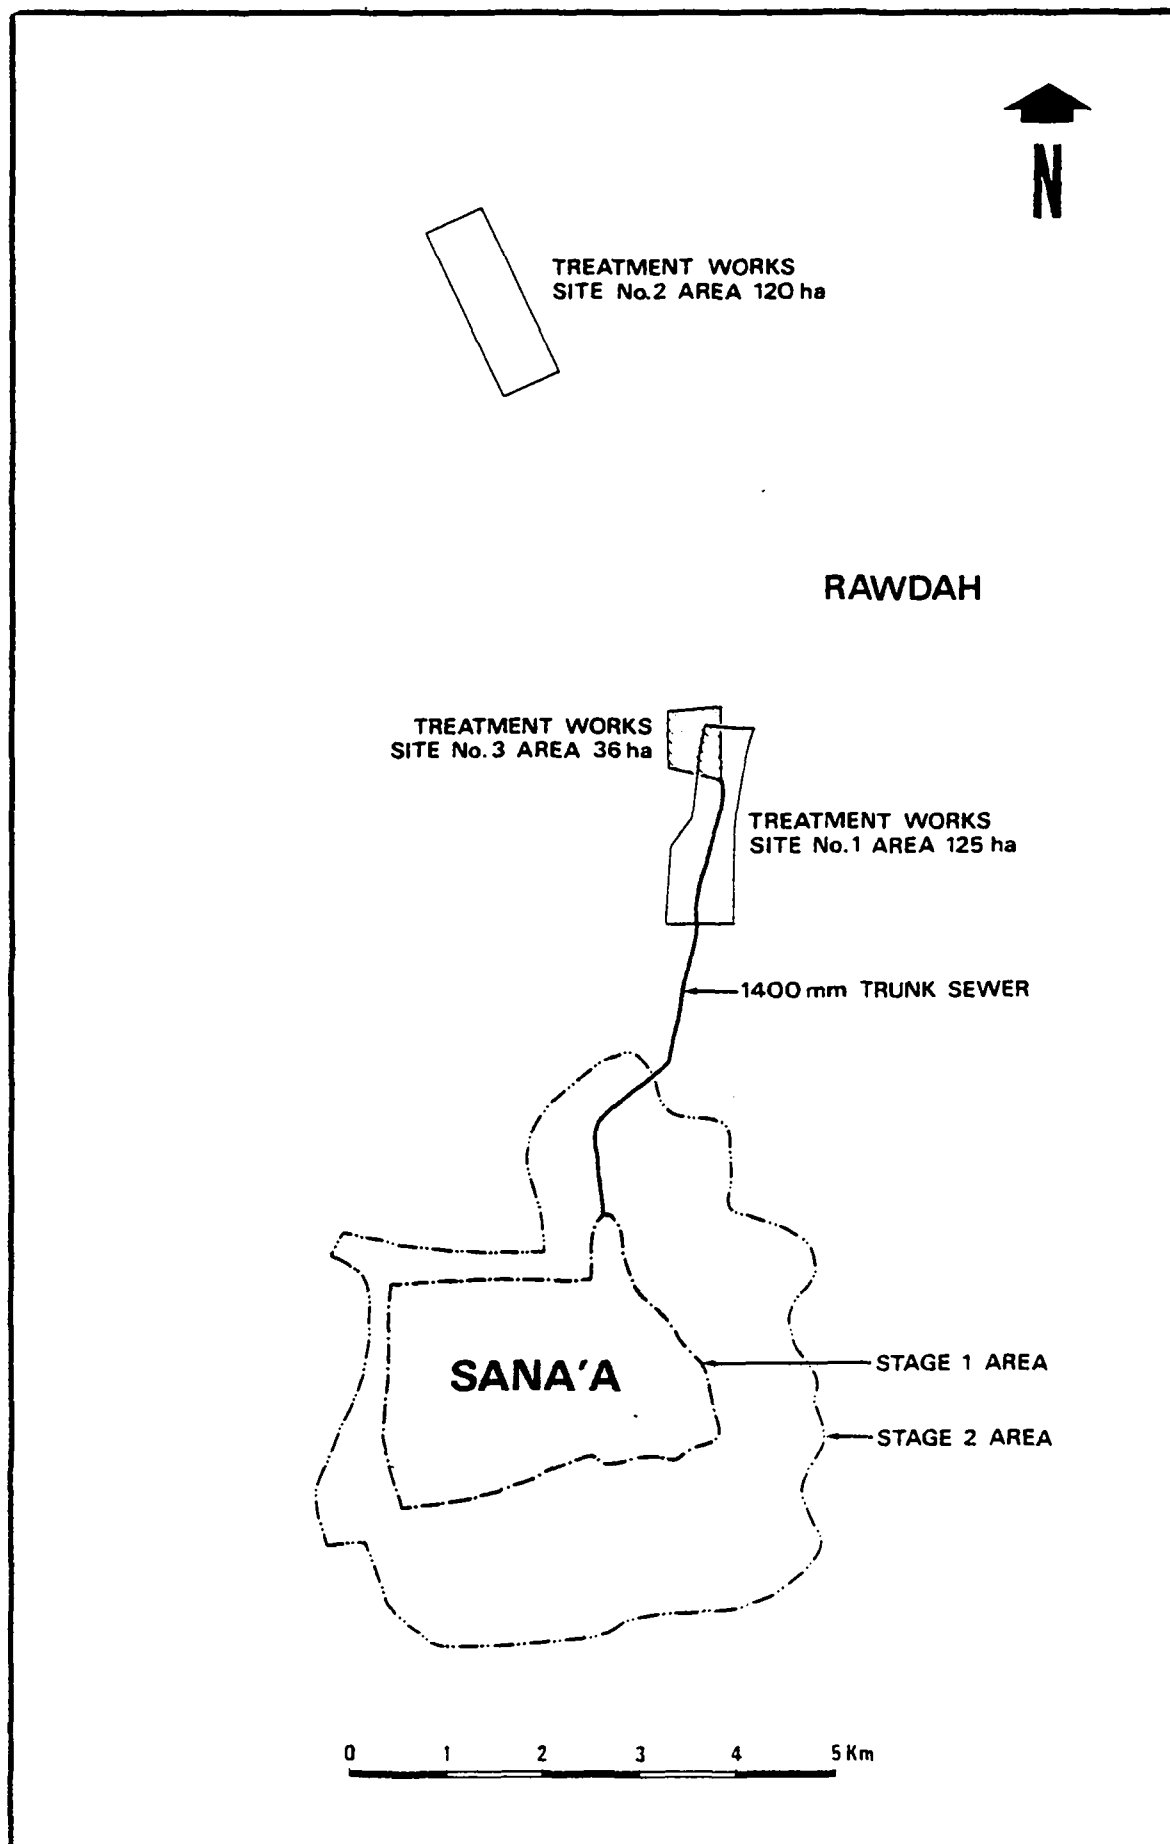 N
TREATMENT WORKS
SITE No.2 AREA 120 ha
RAWDAH
TREATMENT WORKS
SITE No.3 AREA 36 ha
TREATMENT WORKS
SITE No.1 AREA 125 ha
1400 mm TRUNK SEWER
SANA'A
STAGE 1 AREA
STAGE 2 AREA
0 1 2 3 4 5 Km